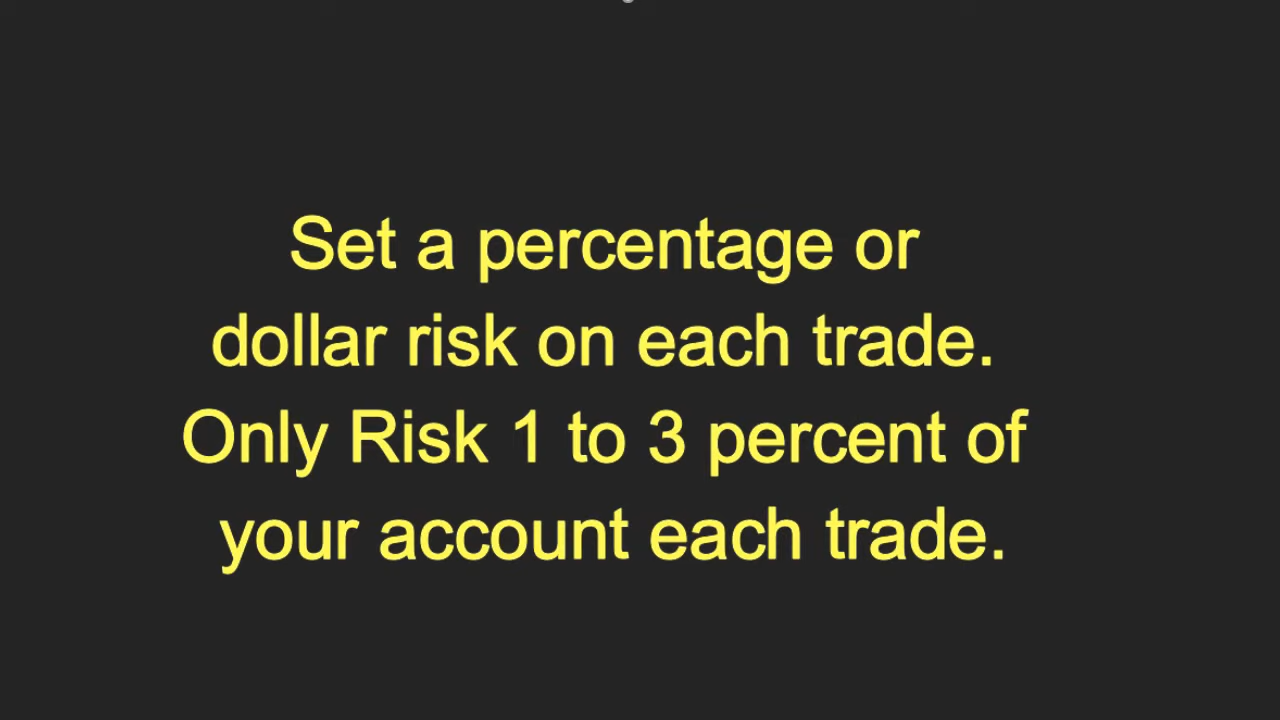 Set a percentage or
dollar risk on each trade.
Only Risk 1 to 3 percent of
your account each trade.